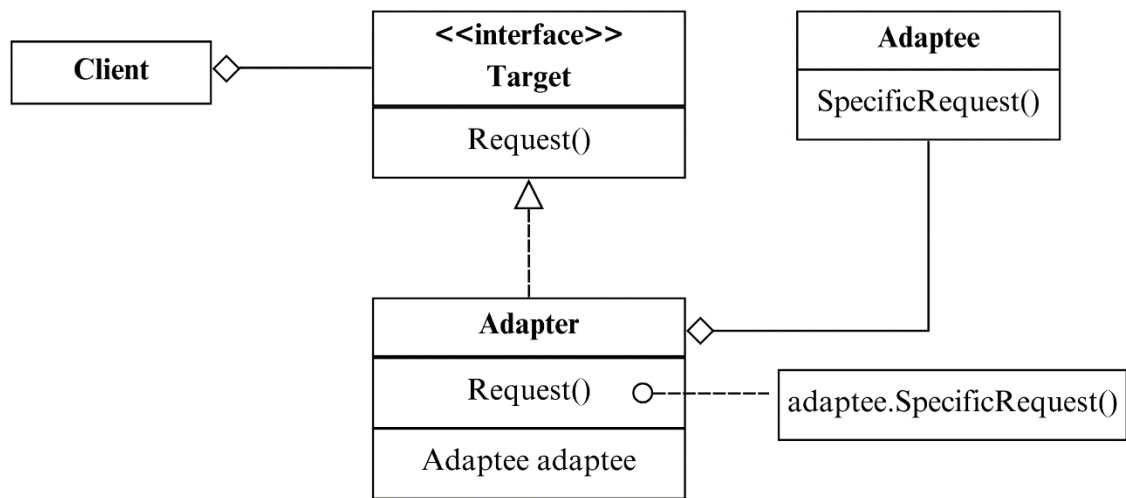 Client
<<interface>>
Target
Request()
Adaptee
SpecificRequest()
Adapter
Request()
Adaptee adaptee
adaptee.SpecificRequest()